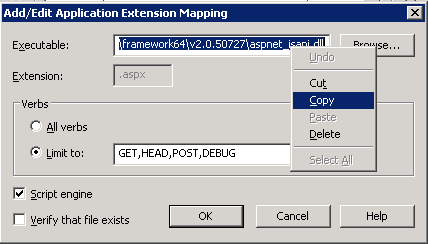 Add/Edit Application Extension Mapping
Executable: \framework64\v2.0.50727\aspnet_isapi.dll Browse...
Undo
Extension: .aspx
Cut
Copy
Verbs
Paste
All verbs
Delete
Limit to: GET,HEAD,POST,DEBUG
Select All
Script engine
Verify that file exists
OK Cancel Help